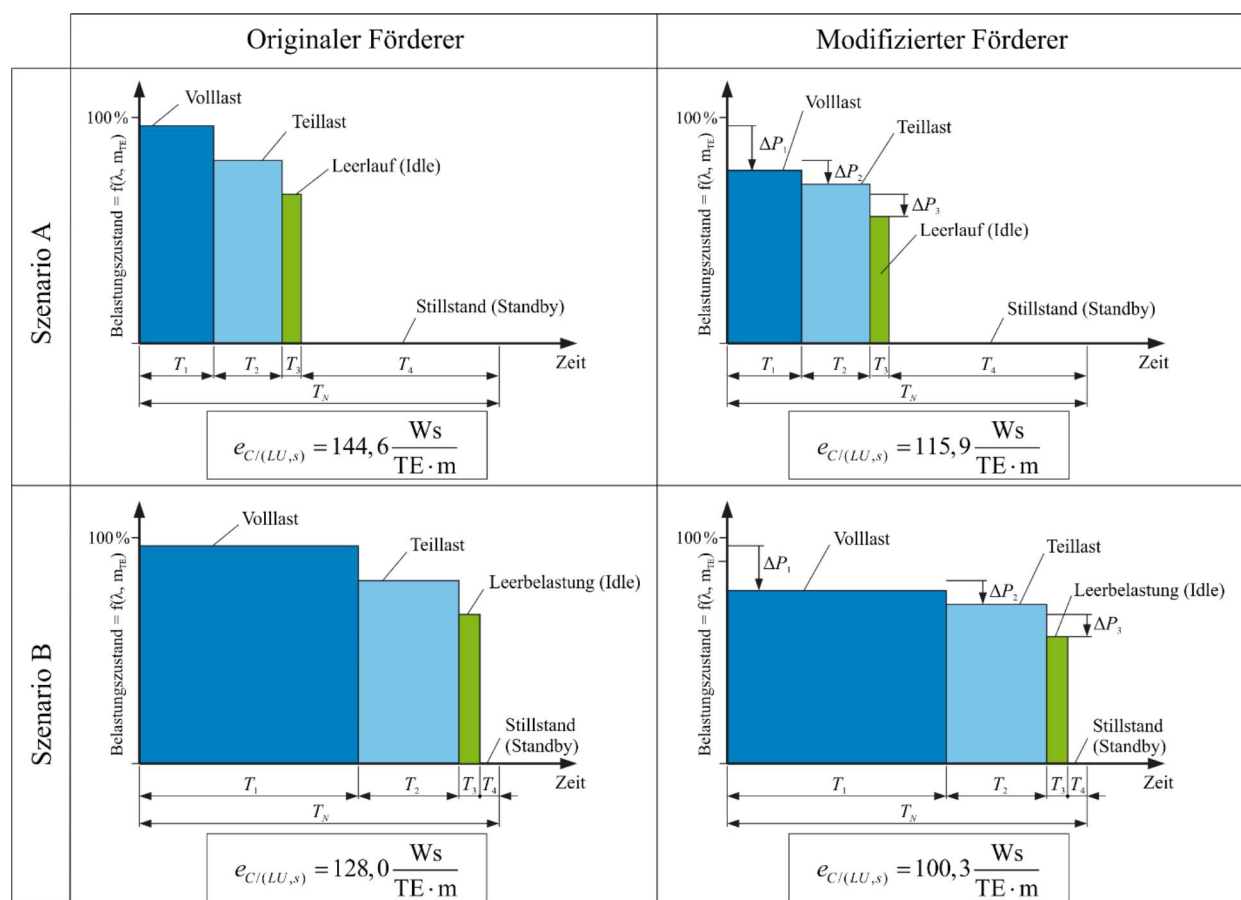 Originaler Förderer
Modifizierter Förderer
Szenario A
100%
Belastungszustand = f(λ, m_TE)
Volllast
Teillast
Leerlauf (Idle)
Stillstand (Standby)
Zeit
T_1
T_2
T_3
T_4
T_N
e_C/(LU,s) = 144,6 Ws/TE·m
100%
Belastungszustand = f(λ, m_TE)
Volllast
Teillast
ΔP_1
ΔP_2
ΔP_3
Leerlauf (Idle)
Stillstand (Standby)
Zeit
T_1
T_2
T_3
T_4
T_N
e_C/(LU,s) = 115,9 Ws/TE·m
Szenario B
100%
Belastungszustand = f(λ, m_TE)
Volllast
Teillast
Leerbelastung (Idle)
Stillstand
(Standby)
Zeit
T_1
T_2
T_3
T_4
T_N
e_C/(LU,s) = 128,0 Ws/TE·m
100%
Belastungszustand = f(λ, m_TE)
Volllast
Teillast
ΔP_1
ΔP_2
Leerbelastung (Idle)
ΔP_3
Stillstand
(Standby)
Zeit
T_1
T_2
T_3
T_4
T_N
e_C/(LU,s) = 100,3 Ws/TE·m